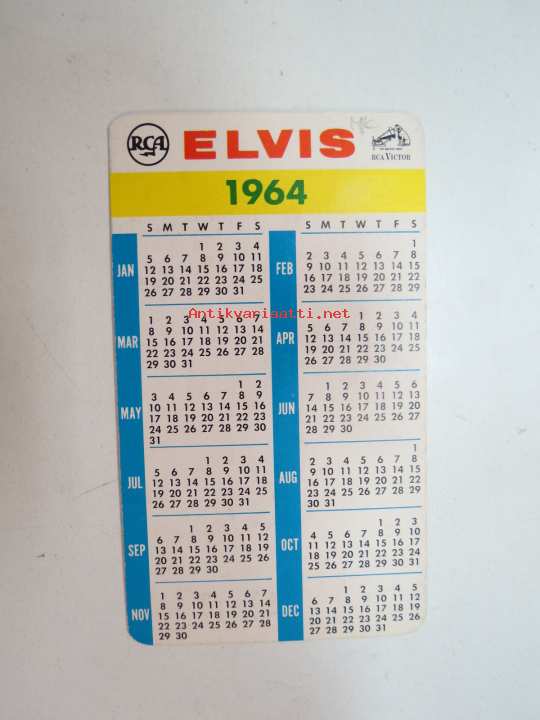 RCA ELVIS RCA VICTOR
1964
S M T W T F S
JAN
1 2 3 4
5 6 7 8 9 10 11
12 13 14 15 16 17 18
19 20 21 22 23 24 25
26 27 28 29 30 31
S M T W T F S
FEB
1
2 3 4 5 6 7 8
9 10 11 12 13 14 15
16 17 18 19 20 21 22
23 24 25 26 27 28 29
Antikvariaatti.net
MAR
1 2 3 4 5 6 7
8 9 10 11 12 13 14
15 16 17 18 19 20 21
22 23 24 25 26 27 28
29 30 31
APR
1 2 3 4
5 6 7 8 9 10 11
12 13 14 15 16 17 18
19 20 21 22 23 24 25
26 27 28 29 30
MAY
1 2
3 4 5 6 7 8 9
10 11 12 13 14 15 16
17 18 19 20 21 22 23
24 25 26 27 28 29 30
31
JUN
1 2 3 4 5 6
7 8 9 10 11 12 13
14 15 16 17 18 19 20
21 22 23 24 25 26 27
28 29 30
JUL
1 2 3 4
5 6 7 8 9 10 11
12 13 14 15 16 17 18
19 20 21 22 23 24 25
26 27 28 29 30 31
AUG
1
2 3 4 5 6 7 8
9 10 11 12 13 14 15
16 17 18 19 20 21 22
23 24 25 26 27 28 29
30 31
SEP
1 2 3 4 5
6 7 8 9 10 11 12
13 14 15 16 17 18 19
20 21 22 23 24 25 26
27 28 29 30
OCT
1 2 3
4 5 6 7 8 9 10
11 12 13 14 15 16 17
18 19 20 21 22 23 24
25 26 27 28 29 30 31
NOV
1 2 3 4 5 6 7
8 9 10 11 12 13 14
15 16 17 18 19 20 21
22 23 24 25 26 27 28
29 30
DEC
1 2 3 4 5
6 7 8 9 10 11 12
13 14 15 16 17 18 19
20 21 22 23 24 25 26
27 28 29 30 31